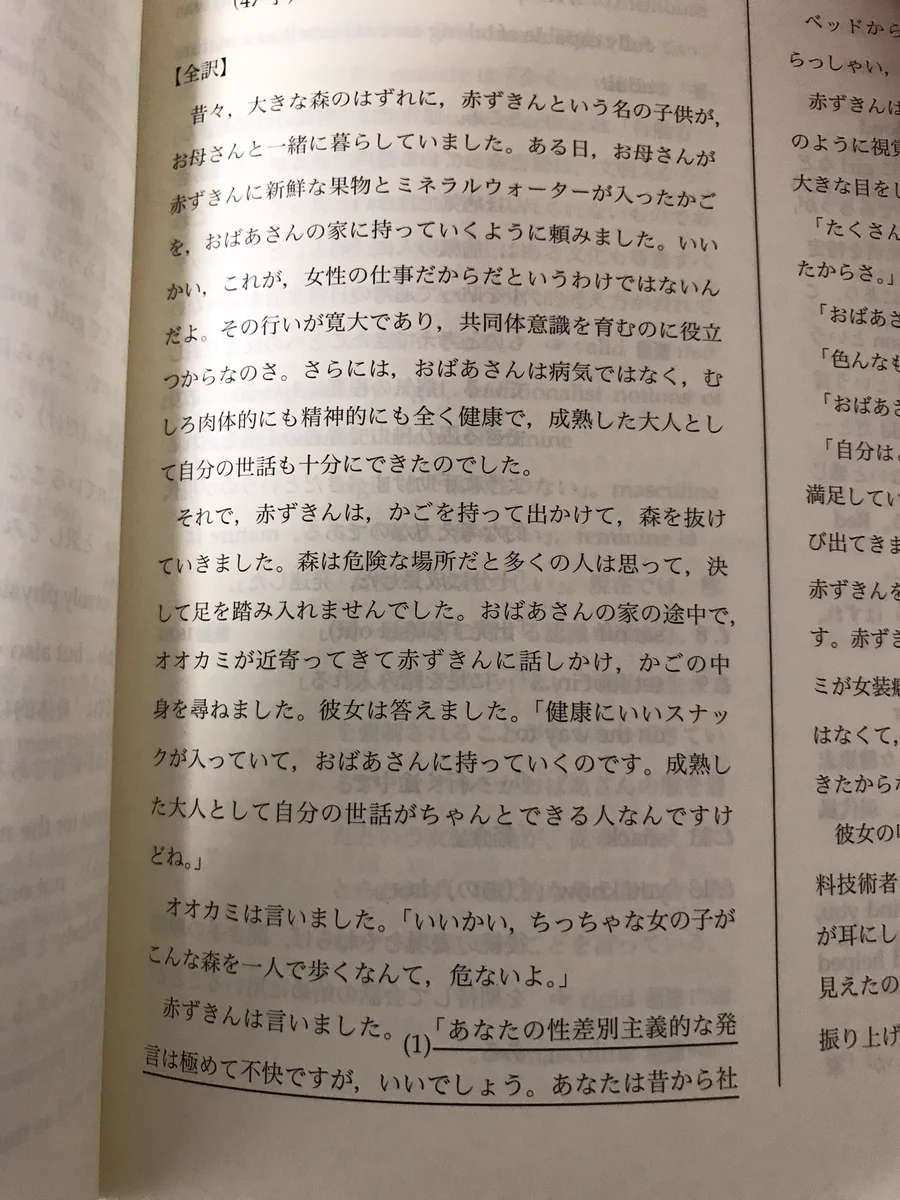 【全訳】
昔々，大きな森のはずれに，赤ずきんという名の子供が，
お母さんと一緒に暮らしていました。ある日，お母さんが
赤ずきんに新鮮な果物とミネラルウォーターが入ったかご
を，おばあさんの家に持っていくように頼みました。いい
かい，これが，女性の仕事だからだというわけではないん
だよ。その行いが寛大であり，共同体意識を育むのに役立
つからなのさ。さらには，おばあさんは病気ではなく，む
しろ肉体的にも精神的にも全く健康で，成熟した大人とし
て自分の世話も十分にできたのでした。
それで，赤ずきんは，かごを持って出かけて，森を抜け
ていきました。森は危険な場所だと多くの人は思って，決
して足を踏み入れませんでした。おばあさんの家の途中で，
オオカミが近寄ってきて赤ずきんに話しかけ，かごの中
身を尋ねました。彼女は答えました。「健康にいいスナッ
クが入っていて，おばあさんに持っていくのです。成熟し
た大人として自分の世話がちゃんとできる人なんですけ
どね。」
オオカミは言いました。「いいかい，ちっちゃな女の子が
こんな森を一人で歩くなんて，危ないよ。」
赤ずきんは言いました。(1)「あなたの性差別主義的な発
言は極めて不快ですが，いいでしょう。あなたは昔から社
ベッドから
らっしゃい，
赤ずきんは
のように視覚
大きな目をし
「たくさん
たからさ。」
「おばあさ
「色んなも
「おばあさ
「自分は
満足してい
び出てきま
赤ずきんを
す。赤ずき
ミが女装癖
はなくて，
きたからな
彼女の叫
料技術者
が耳にし
見えたの
振り上げ